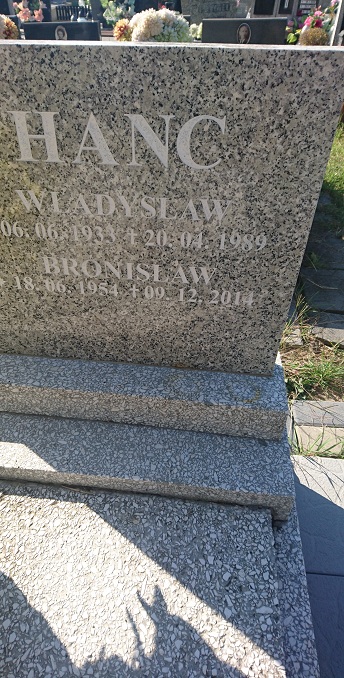 HANC
WŁADYSŁAW
06. 06. 1933 + 20. 04. 1989
BRONISŁAW
18. 06. 1954 + 09. 12. 2014